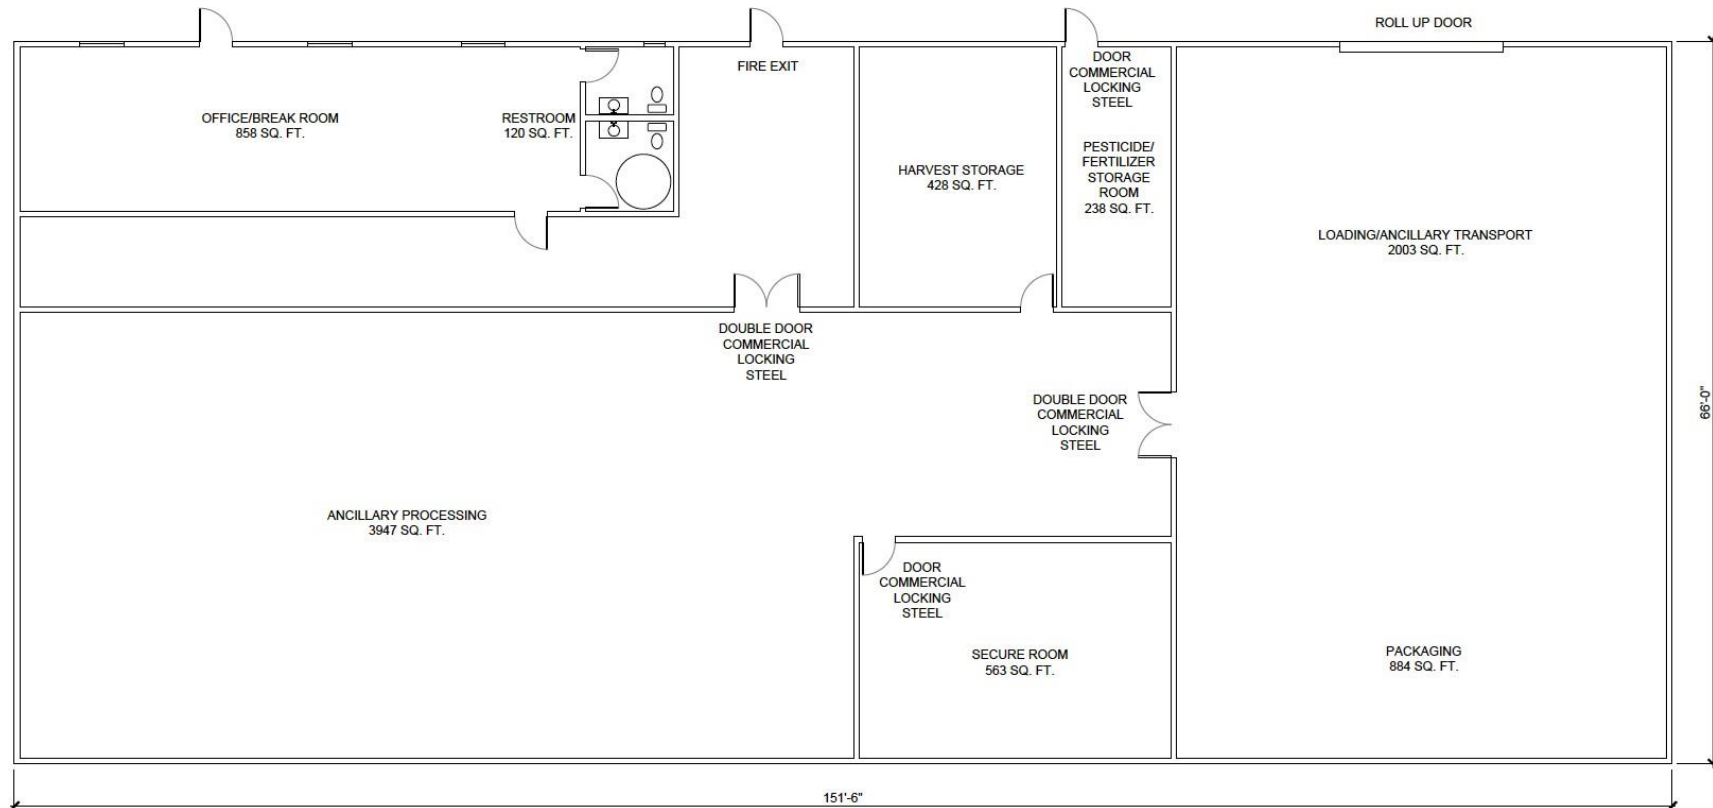 ROLL UP DOOR
FIRE EXIT
DOOR
COMMERCIAL
LOCKING
STEEL
OFFICE/BREAK ROOM
858 SQ. FT.
RESTROOM
120 SQ. FT.
HARVEST STORAGE
428 SQ. FT.
PESTICIDE/
FERTILIZER
STORAGE
ROOM
238 SQ. FT.
LOADING/ANCILLARY TRANSPORT
2003 SQ. FT.
DOUBLE DOOR
COMMERCIAL
LOCKING
STEEL
DOUBLE DOOR
COMMERCIAL
LOCKING
STEEL
66'-0"
ANCILLARY PROCESSING
3947 SQ. FT.
DOOR
COMMERCIAL
LOCKING
STEEL
SECURE ROOM
563 SQ. FT.
PACKAGING
884 SQ. FT.
151'-6"